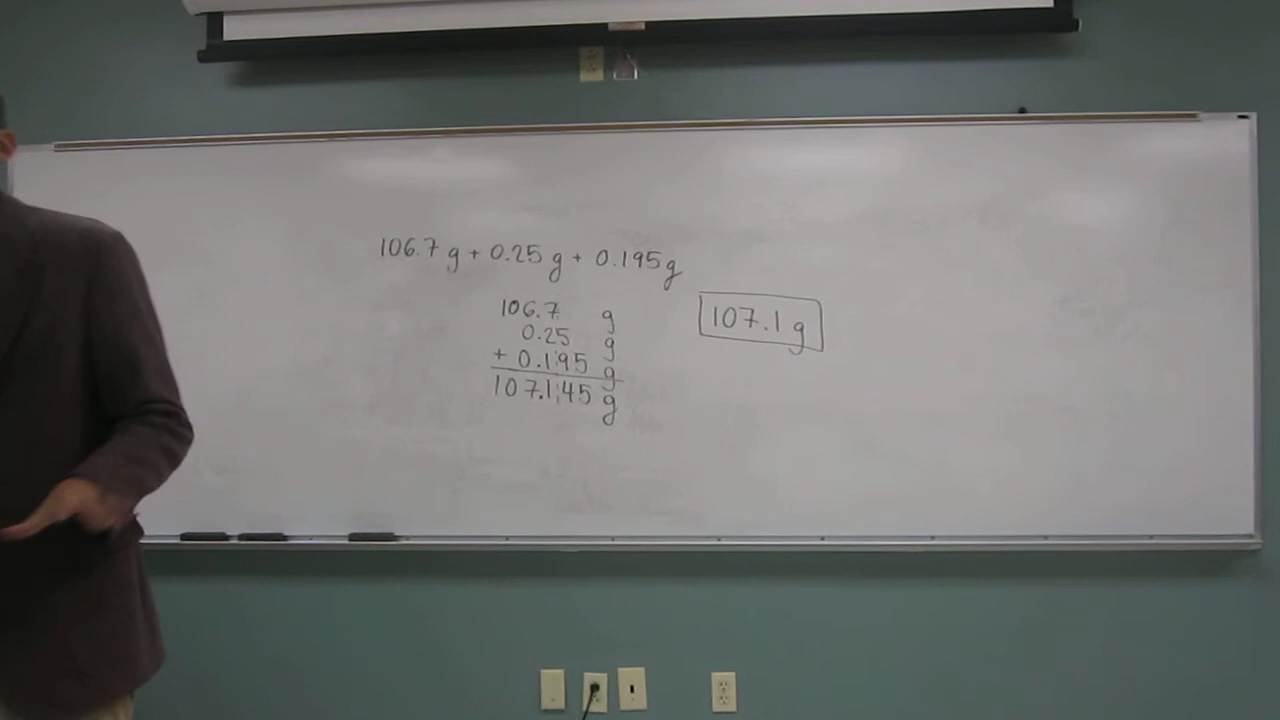 106.7 g + 0.25 g + 0.195 g
106.7 g
0.25 g
+ 0.195 g
107.145 g
107.1 g